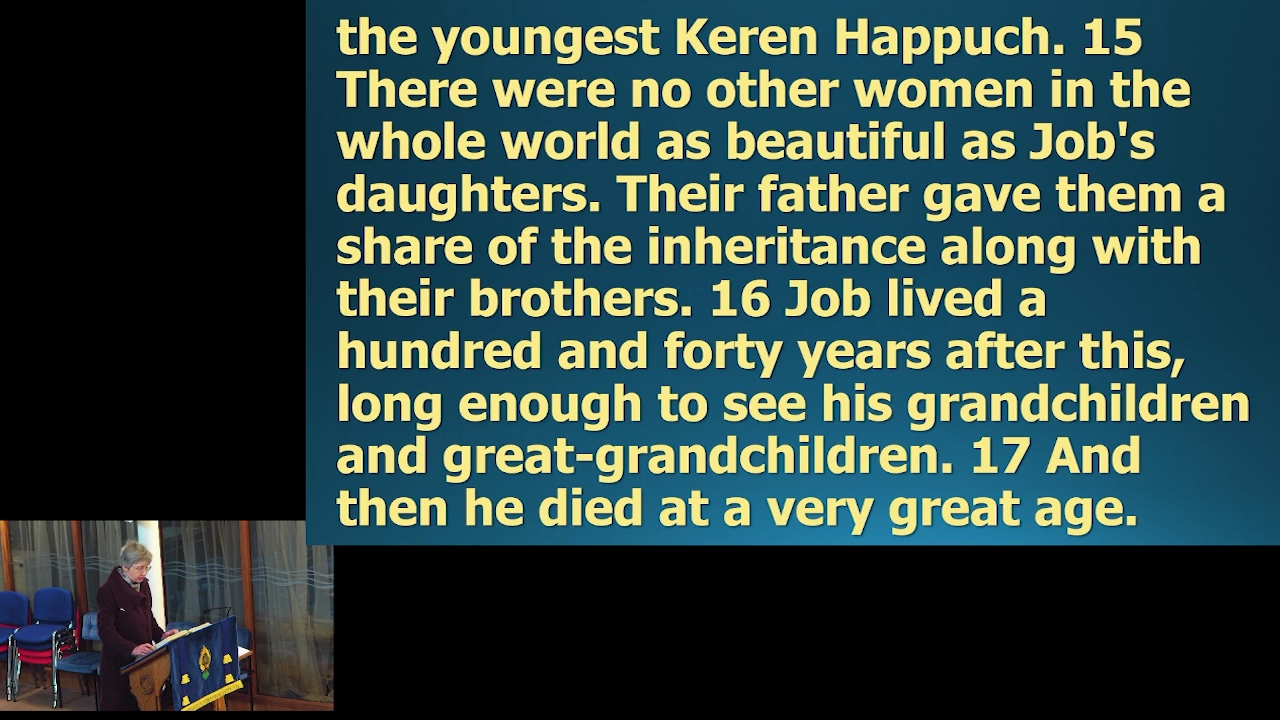 the youngest Keren Happuch. 15
There were no other women in the
whole world as beautiful as Job's
daughters. Their father gave them a
share of the inheritance along with
their brothers. 16 Job lived a
hundred and forty years after this,
long enough to see his grandchildren
and great-grandchildren. 17 And
then he died at a very great age.